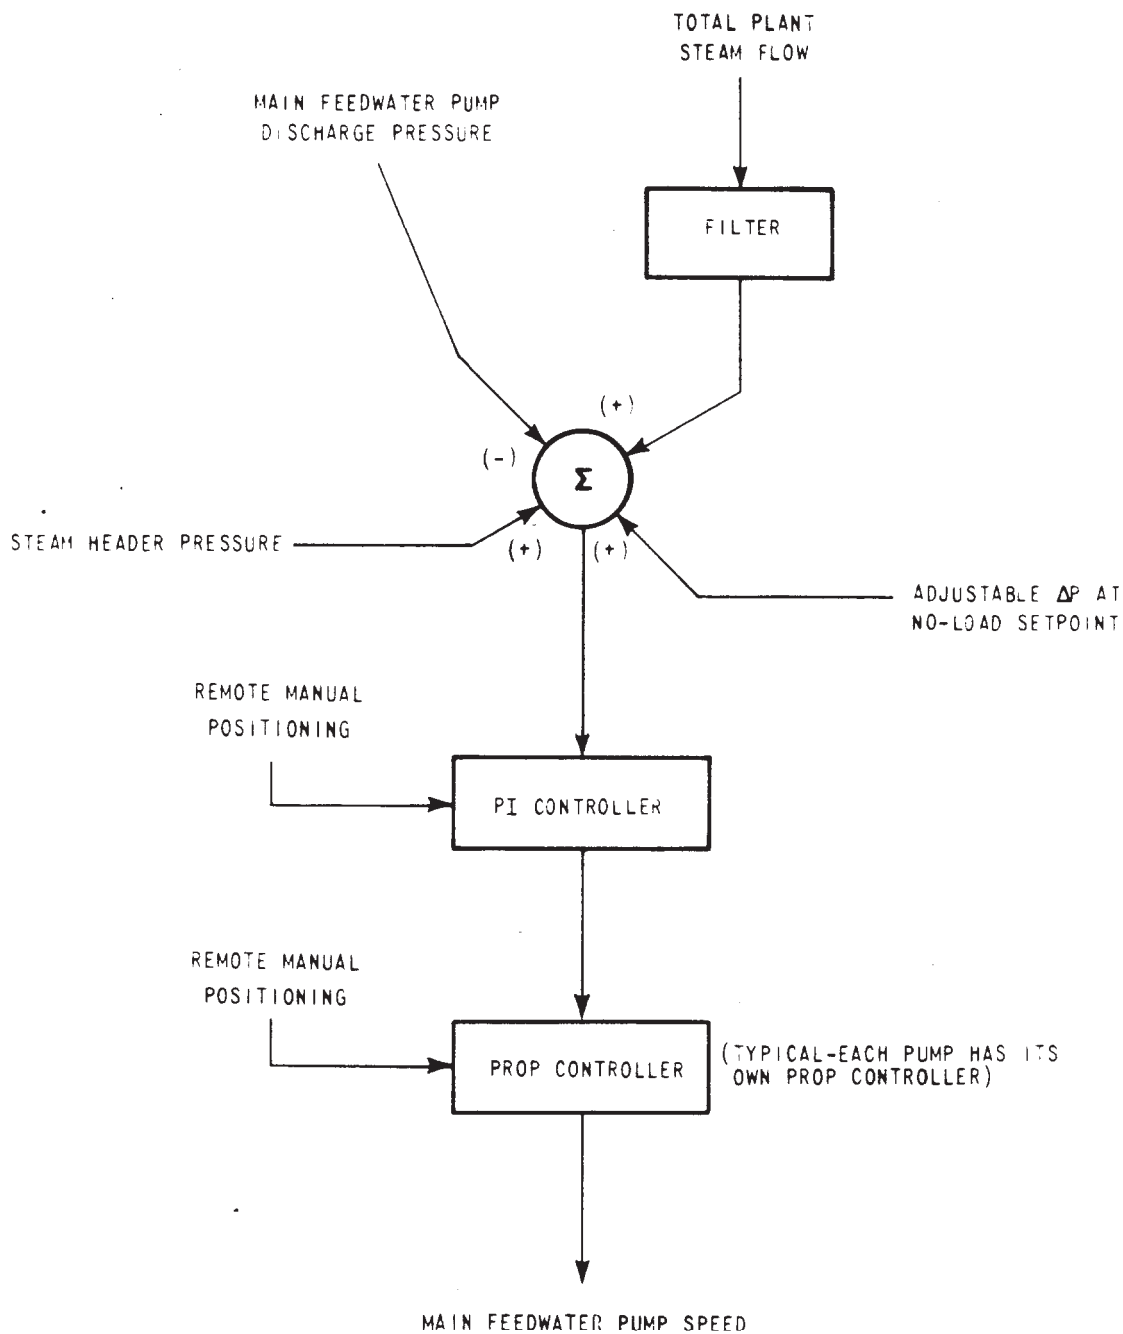 TOTAL PLANT
STEAM FLOW
MAIN FEEDWATER PUMP
DISCHARGE PRESSURE
FILTER
(+)
(-)
Σ
STEAM HEADER PRESSURE
(+)
(+)
ADJUSTABLE ΔP AT
NO-LOAD SETPOINT
REMOTE MANUAL
POSITIONING
PI CONTROLLER
REMOTE MANUAL
POSITIONING
PROP CONTROLLER
(TYPICAL-EACH PUMP HAS ITS
OWN PROP CONTROLLER)
MAIN FEEDWATER PUMP SPEED